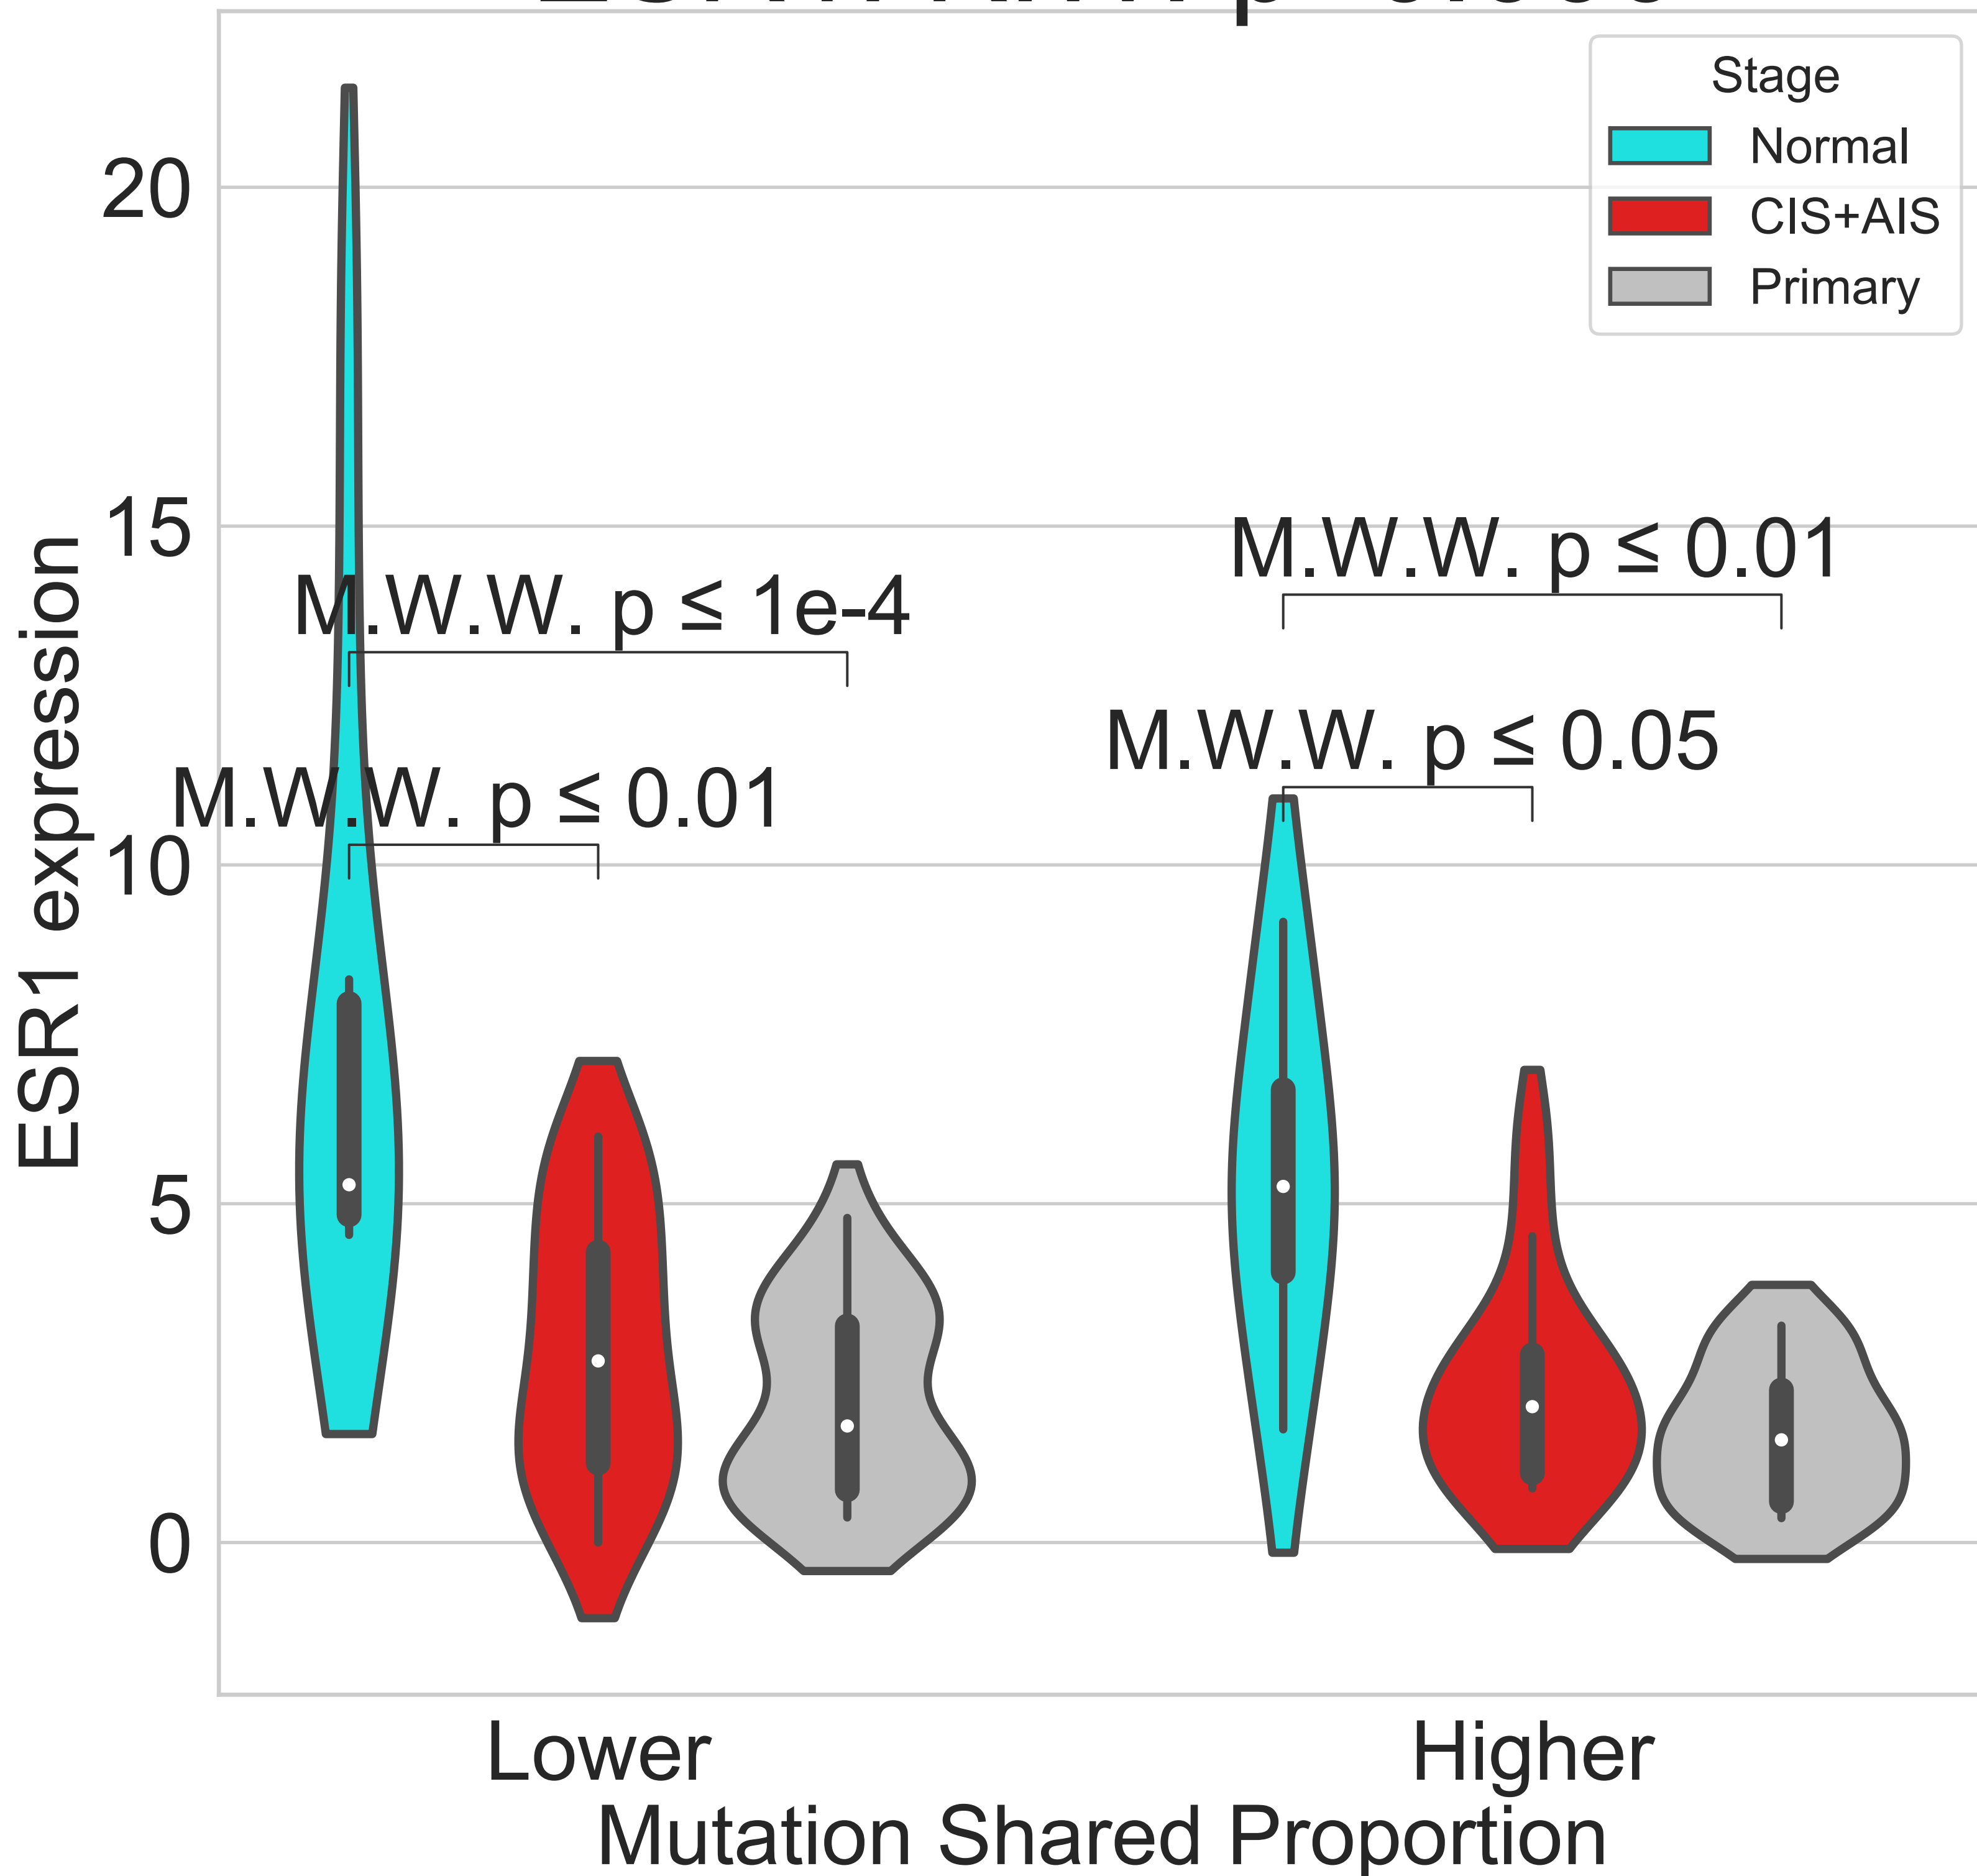 Stage
Normal
CIS+AIS
Primary
20
15
10
5
0
ESR1 expression
M.W.W. p ≤ 0.01
M.W.W. p ≤ 1e-4
M.W.W. p ≤ 0.05
M.W.W. p ≤ 0.01
Lower
Higher
Mutation Shared Proportion